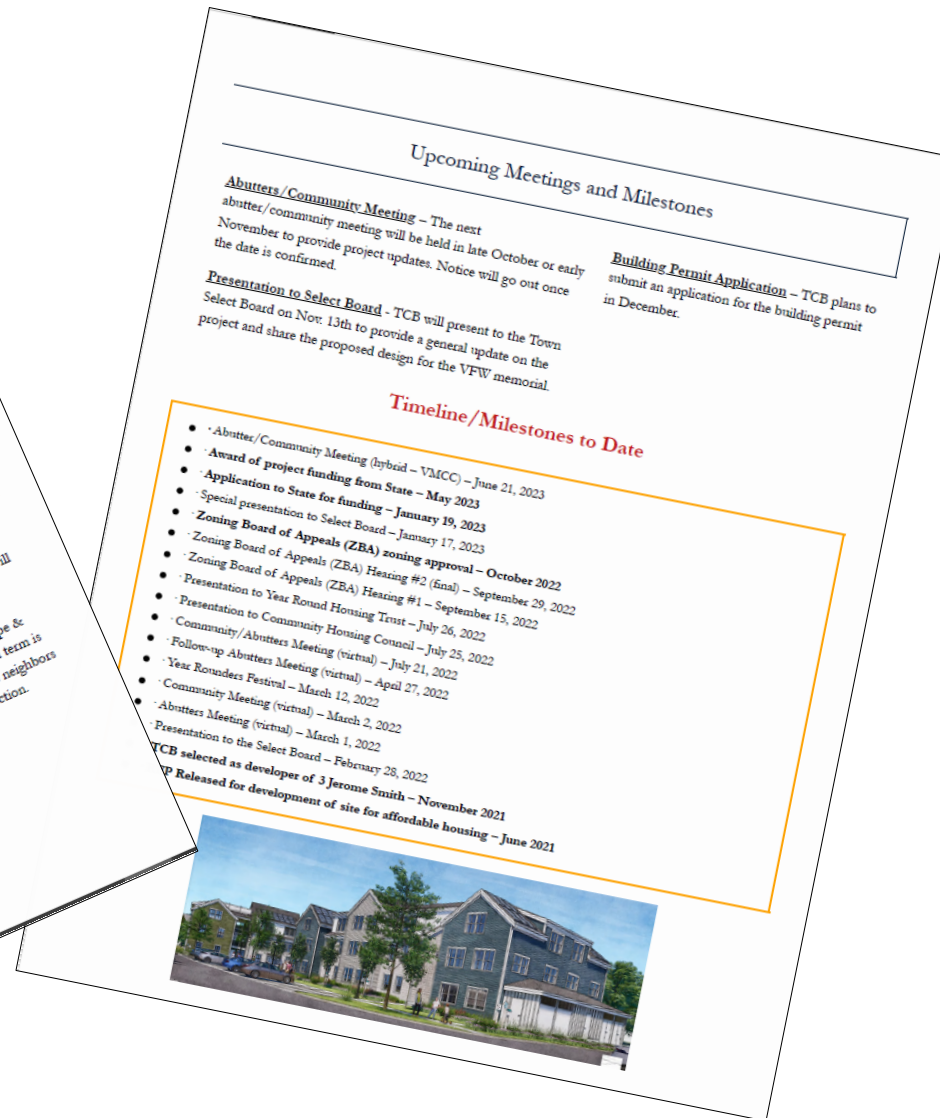 Upcoming Meetings and Milestones
Abutters/Community Meeting – The next
abutter/community meeting will be held in late October or early
November to provide project updates. Notice will go out once
the date is confirmed.
Presentation to Select Board - TCB will present to the Town
Select Board on Nov. 13th to provide a general update on the
project and share the proposed design for the VFW memorial.
Building Permit Application – TCB plans to
submit an application for the building permit
in December.
Timeline/Milestones to Date
· Abutter/Community Meeting (hybrid – VMCC) – June 21, 2023
· Award of project funding from State – May 2023
· Application to State for funding – January 19, 2023
· Special presentation to Select Board – January 17, 2023
· Zoning Board of Appeals (ZBA) zoning approval – October 2022
· Zoning Board of Appeals (ZBA) Hearing #2 (final) – September 29, 2022
· Zoning Board of Appeals (ZBA) Hearing #1 – September 15, 2022
· Presentation to Year Round Housing Trust – July 26, 2022
· Presentation to Community Housing Council – July 25, 2022
· Community/Abutters Meeting (virtual) – July 21, 2022
· Follow-up Abutters Meeting (virtual) – April 27, 2022
· Year Rounders Festival – March 12, 2022
· Community Meeting (virtual) – March 2, 2022
· Abutters Meeting (virtual) – March 1, 2022
· Presentation to the Select Board – February 28, 2022
TCB selected as developer of 3 Jerome Smith – November 2021
Released for development of site for affordable housing – June 2021
term is
neighbors